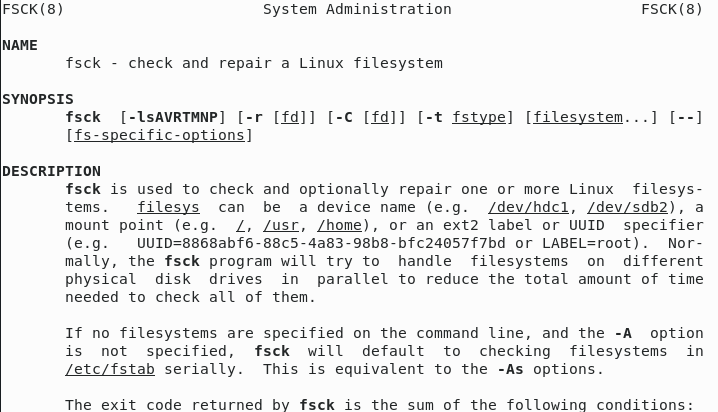 FSCK(8)                      System Administration                     FSCK(8)
NAME
fsck - check and repair a Linux filesystem
SYNOPSIS
fsck  [-lsAVRTMNP] [-r [fd]] [-C [fd]] [-t fstype] [filesystem...] [--]
[fs-specific-options]
DESCRIPTION
fsck is used to check and optionally repair one or more Linux  filesys-
tems.   filesys  can  be  a device name (e.g.  /dev/hdc1, /dev/sdb2), a
mount point (e.g.  /, /usr, /home), or an ext2 label or UUID  specifier
(e.g.   UUID=8868abf6-88c5-4a83-98b8-bfc24057f7bd or LABEL=root).  Nor-
mally, the fsck program will try to  handle  filesystems  on  different
physical  disk  drives  in  parallel to reduce the total amount of time
needed to check all of them.
If no filesystems are specified on the command line, and the -A  option
is  not  specified,  fsck  will  default  to  checking  filesystems  in
/etc/fstab serially.  This is equivalent to the -As options.
The exit code returned by fsck is the sum of the following conditions: